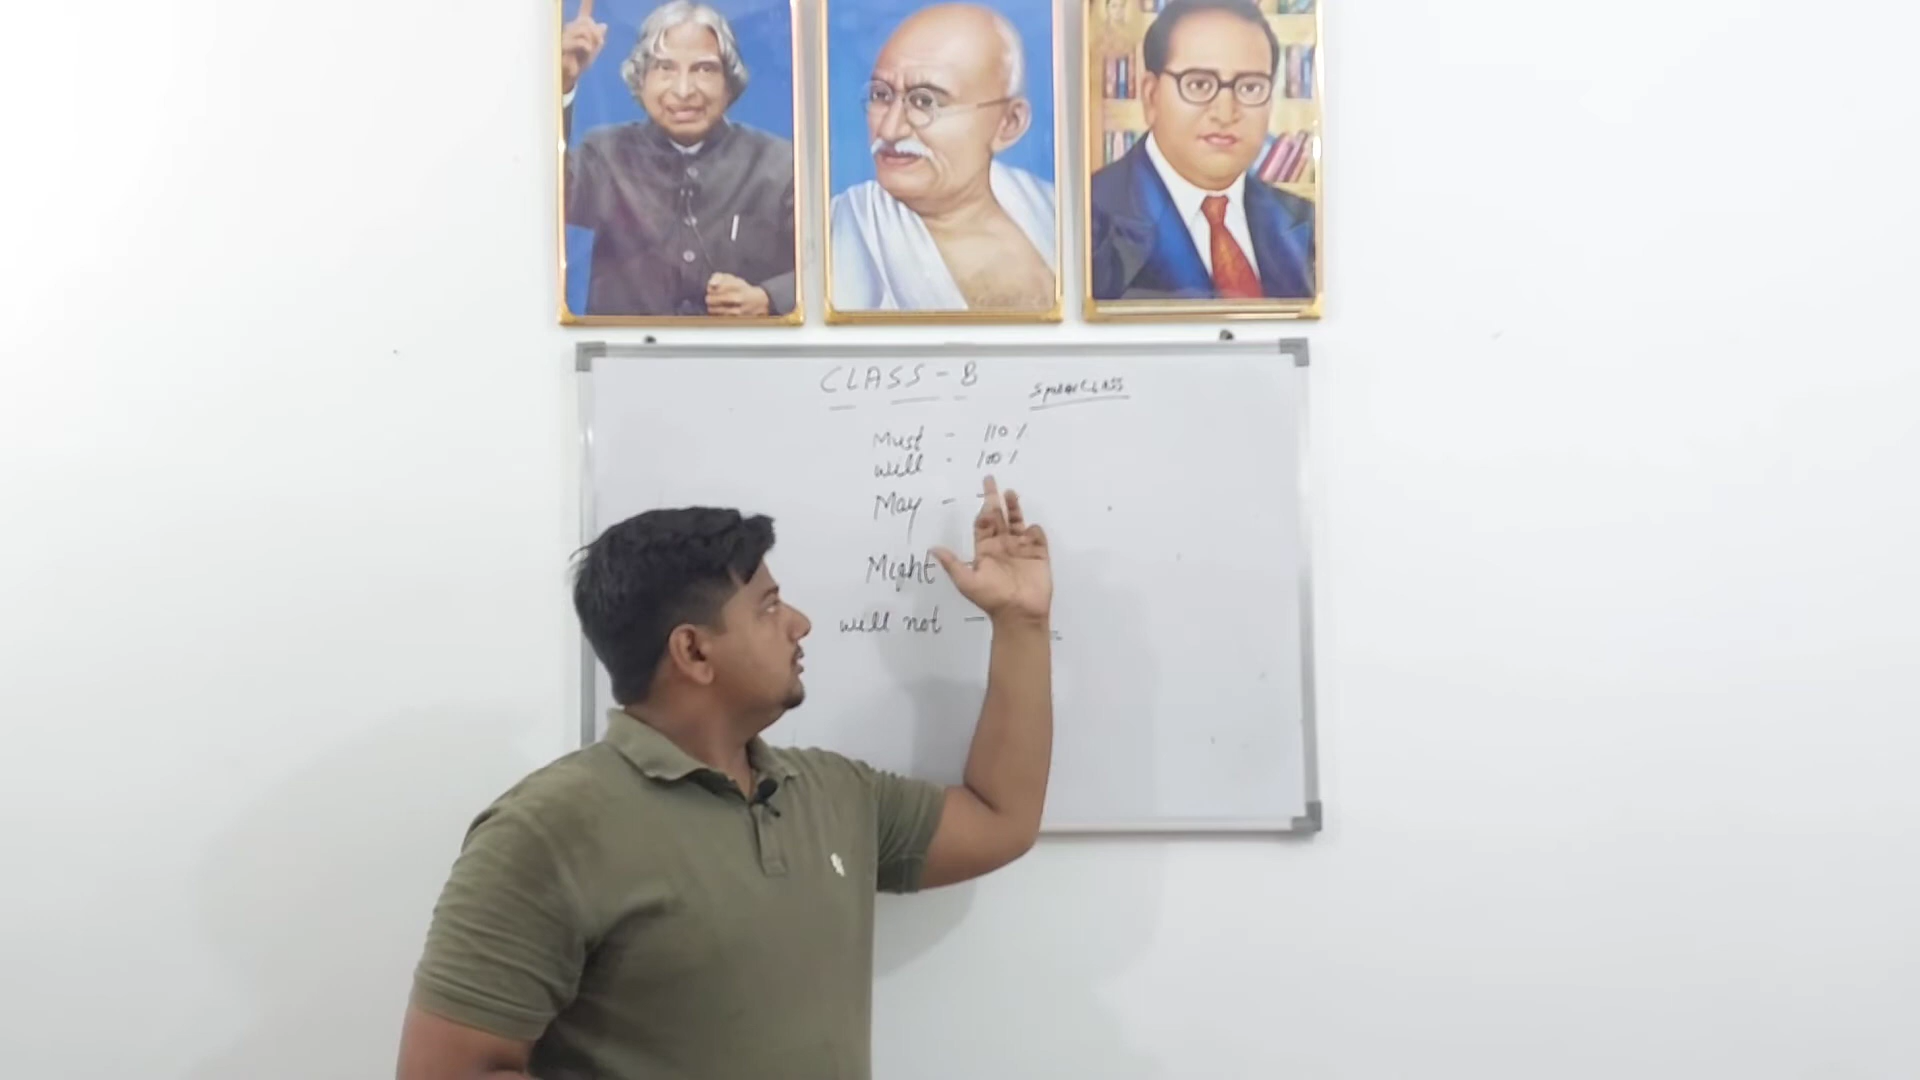 CLASS - 8
Must - 110 %
will - 100 %
May -
Might -
will not -